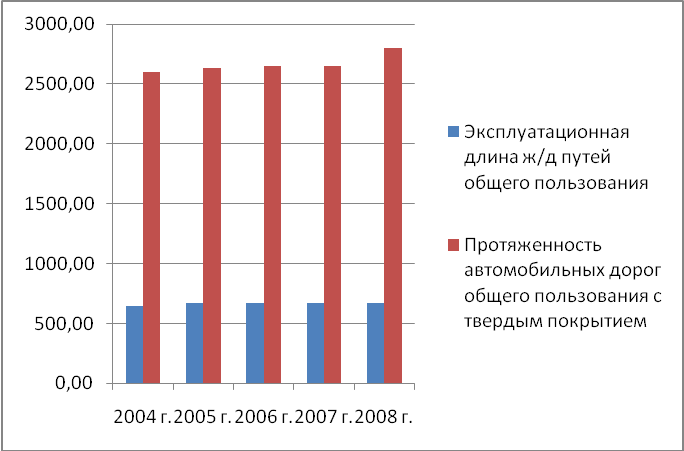 3000,00
2500,00
2000,00
1500,00
1000,00
500,00
0,00
2004 г. 2005 г. 2006 г. 2007 г. 2008 г.
Эксплуатационная
длина ж/д путей
общего пользования
Протяженность
автомобильных дорог
общего пользования с
твердым покрытием